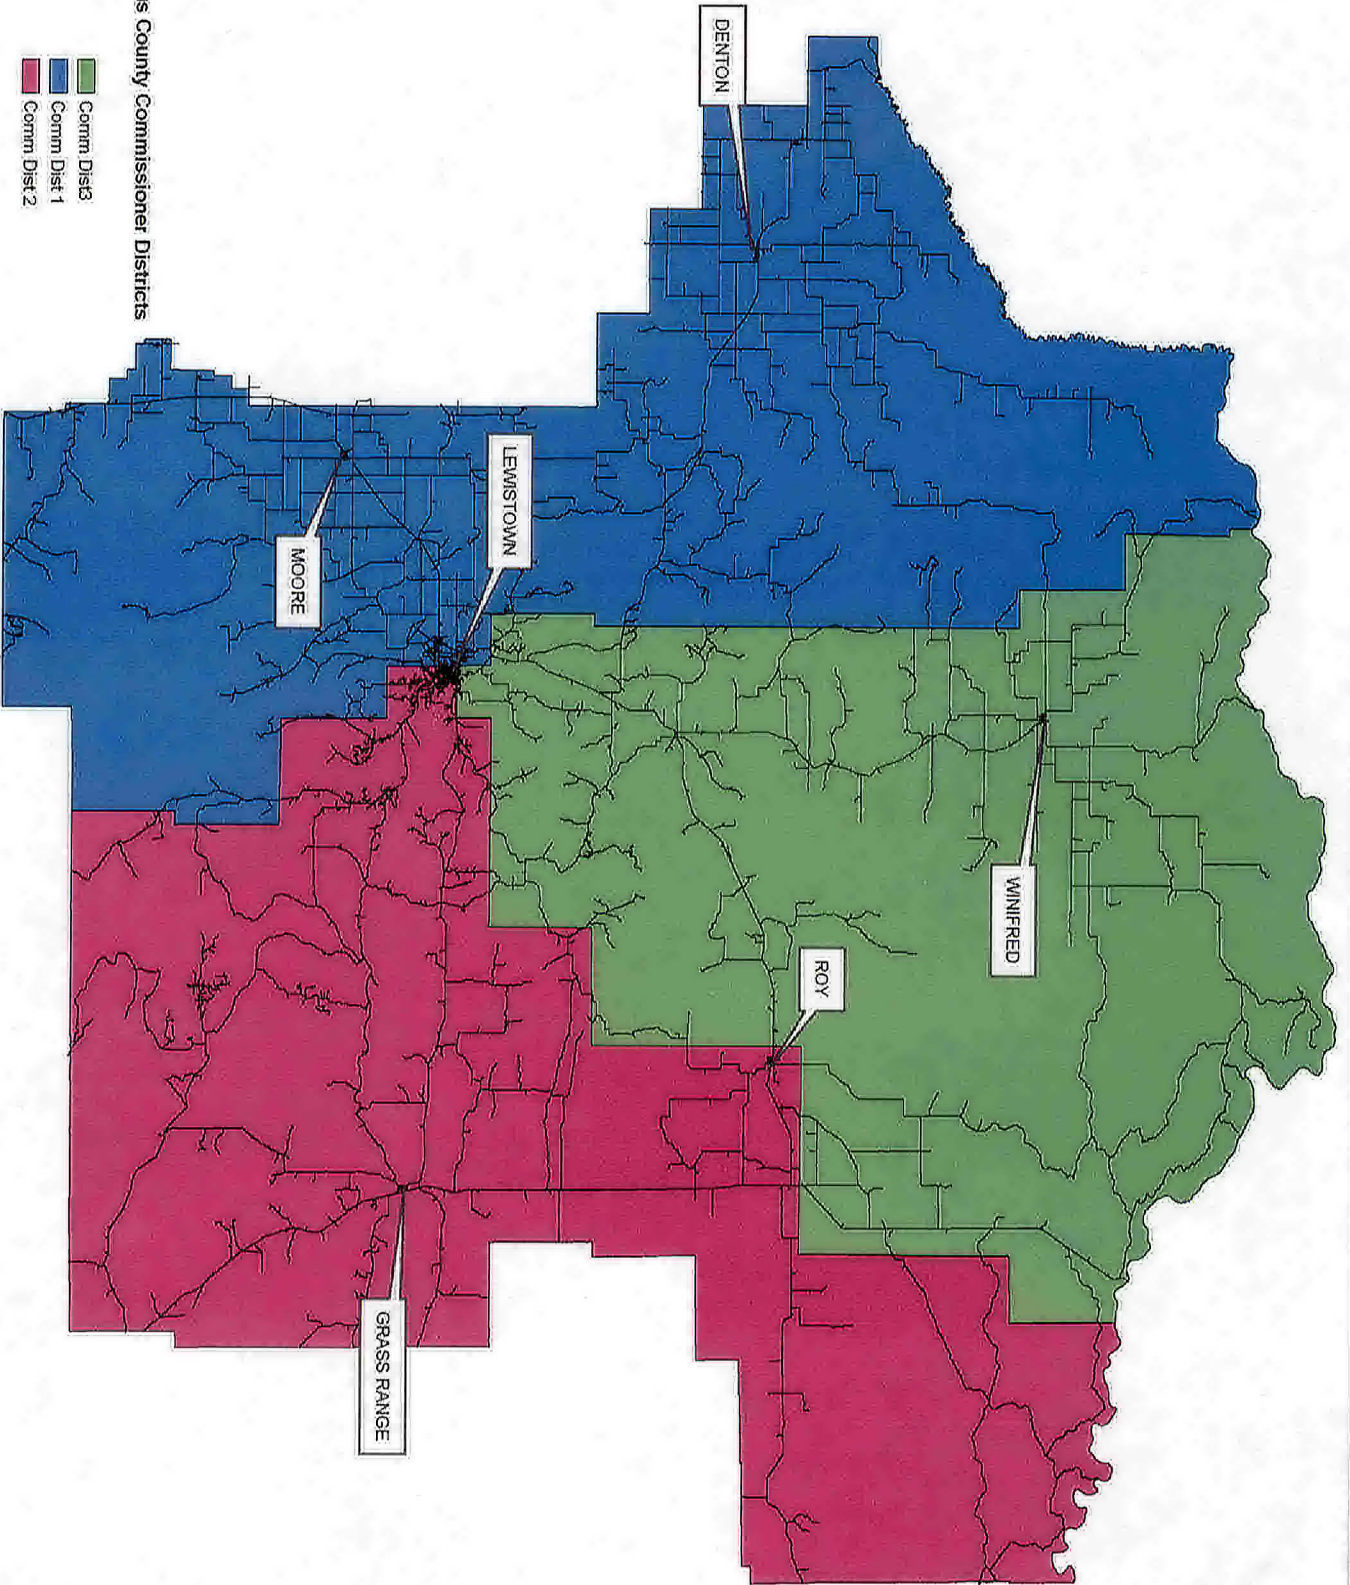 County Commissioner Districts
Comm Dist3
Comm Dist 1
Comm Dist 2
DENTON
LEWISTOWN
MOORE
WINIFRED
ROY
GRASS RANGE